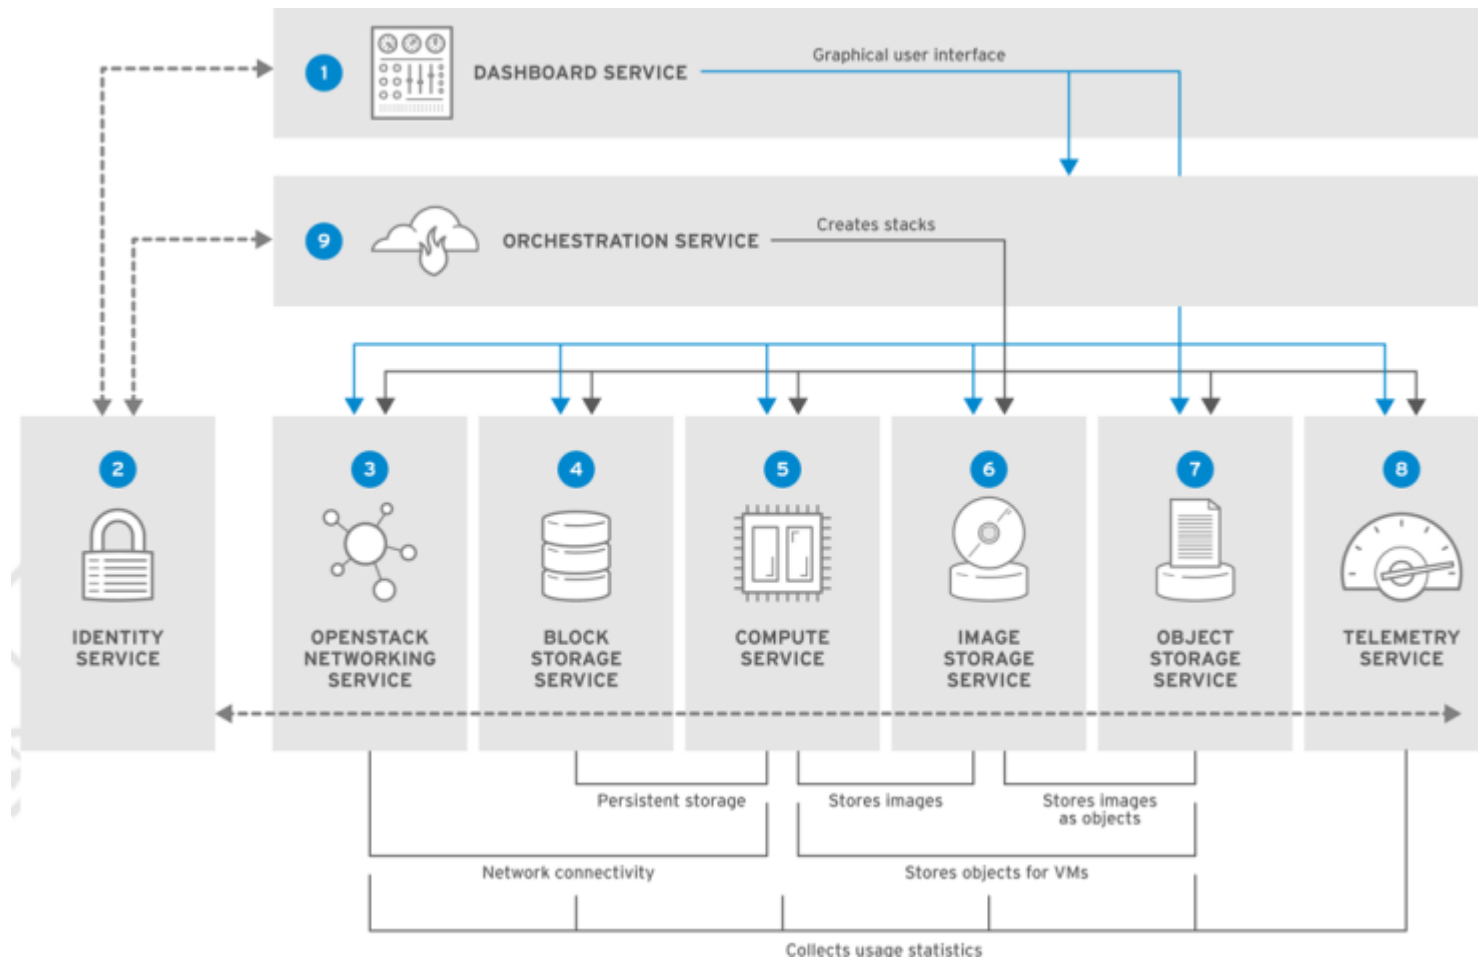 1
DASHBOARD SERVICE
Graphical user interface
9
ORCHESTRATION SERVICE
Creates stacks
2
IDENTITY
SERVICE
3
OPENSTACK
NETWORKING
SERVICE
4
BLOCK
STORAGE
SERVICE
5
COMPUTE
SERVICE
6
IMAGE
STORAGE
SERVICE
7
OBJECT
STORAGE
SERVICE
8
TELEMETRY
SERVICE
Persistent storage
Stores images
Stores images
as objects
Network connectivity
Stores objects for VMs
Collects usage statistics